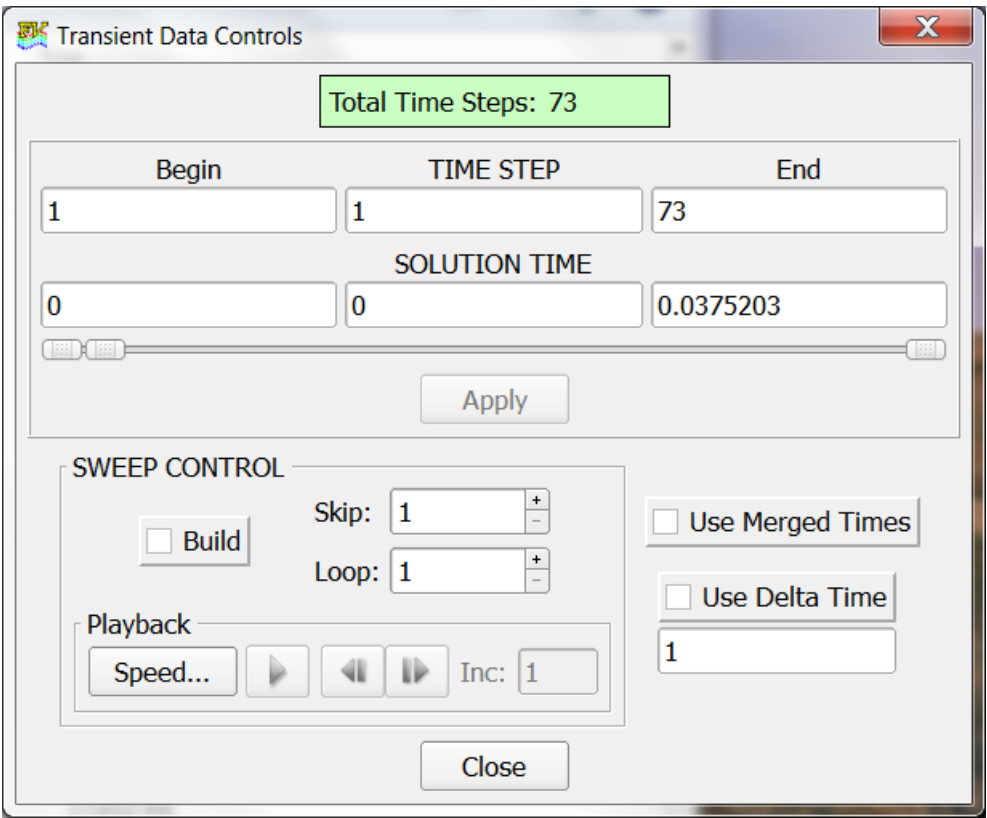 Transient Data Controls
Total Time Steps: 73
Begin TIME STEP End
1 1 73
SOLUTION TIME
0 0 0.0375203
Apply
SWEEP CONTROL
Skip: 1
Build
Loop: 1
Use Merged Times
Use Delta Time
1
Playback
Speed... Inc: 1
Close